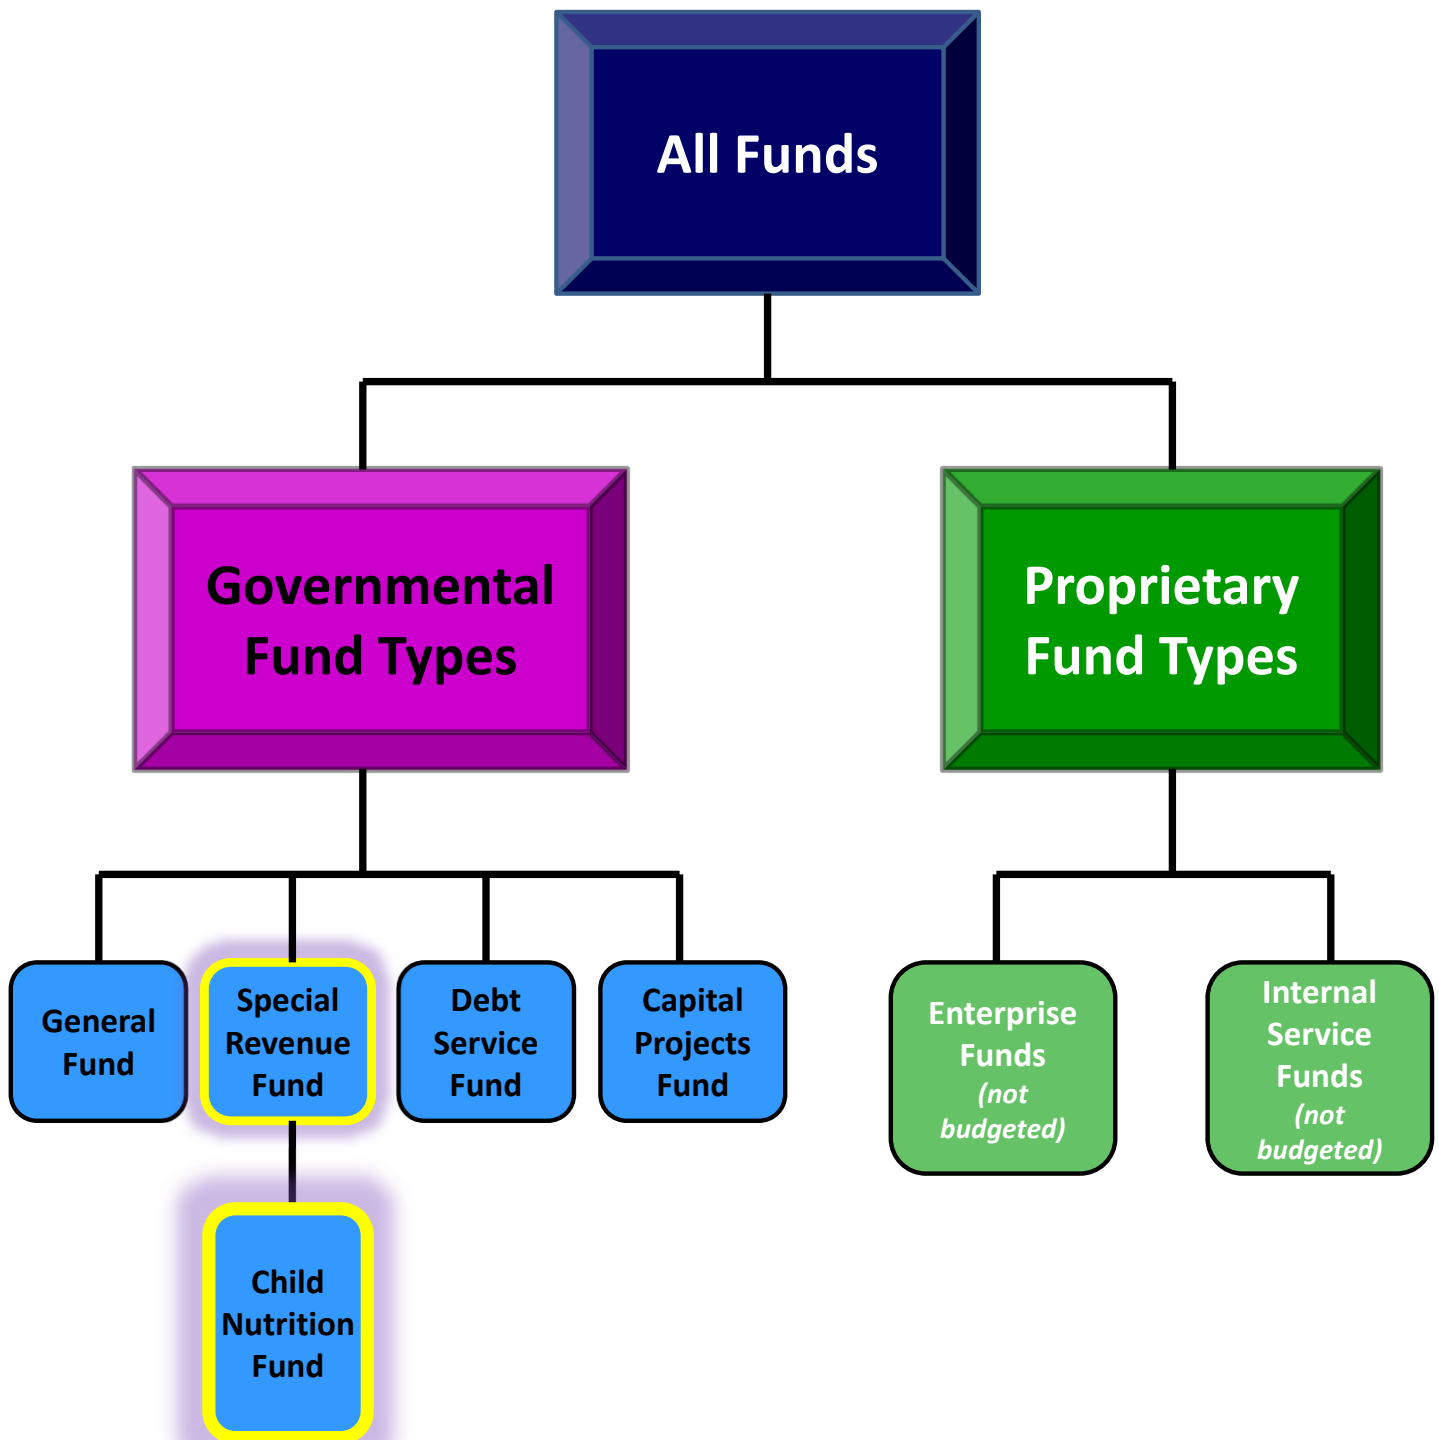 All Funds
Governmental
Fund Types
Proprietary
Fund Types
General
Fund
Special
Revenue
Fund
Debt
Service
Fund
Capital
Projects
Fund
Enterprise
Funds
(not
budgeted)
Internal
Service
Funds
(not
budgeted)
Child
Nutrition
Fund